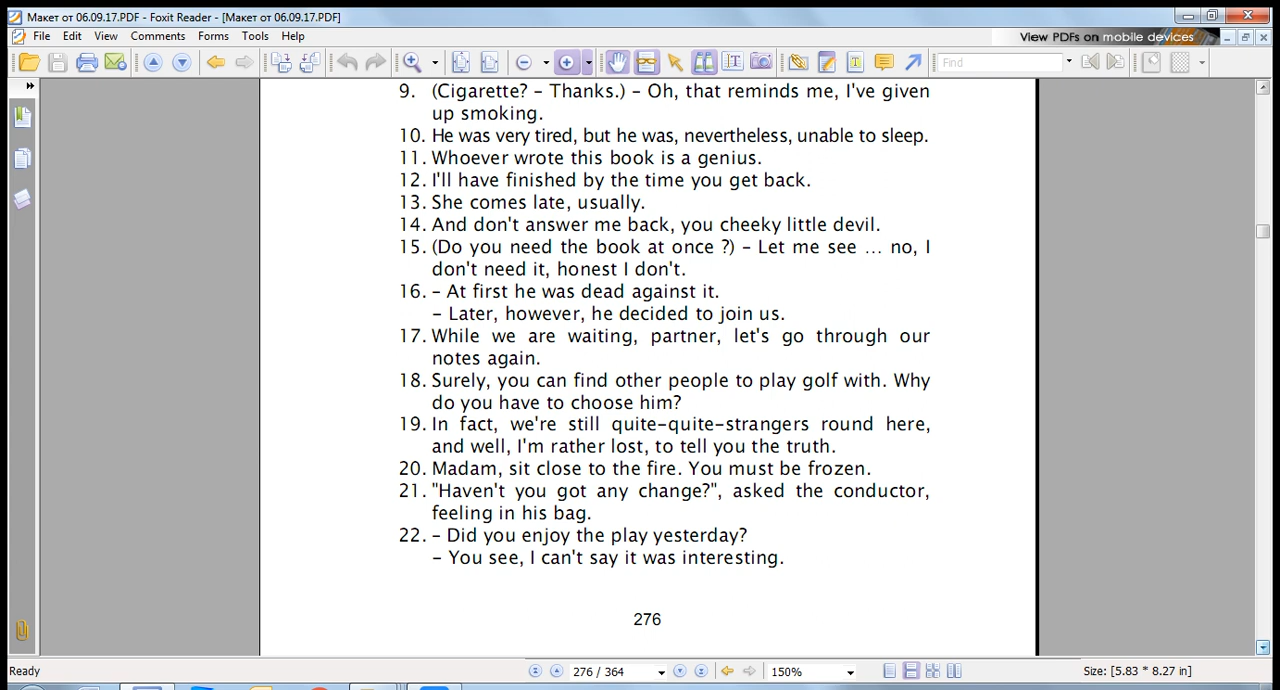 Макет от 06.09.17.PDF - Foxit Reader - [Макет от 06.09.17.PDF]
File Edit View Comments Forms Tools Help
View PDFs on mobile devices
Find
9. (Cigarette? – Thanks.) – Oh, that reminds me, I've given
up smoking.
10. He was very tired, but he was, nevertheless, unable to sleep.
11. Whoever wrote this book is a genius.
12. I'll have finished by the time you get back.
13. She comes late, usually.
14. And don't answer me back, you cheeky little devil.
15. (Do you need the book at once ?) – Let me see ... no, I
don't need it, honest I don't.
16. – At first he was dead against it.
– Later, however, he decided to join us.
17. While we are waiting, partner, let's go through our
notes again.
18. Surely, you can find other people to play golf with. Why
do you have to choose him?
19. In fact, we're still quite–quite–strangers round here,
and well, I'm rather lost, to tell you the truth.
20. Madam, sit close to the fire. You must be frozen.
21. "Haven't you got any change?", asked the conductor,
feeling in his bag.
22. – Did you enjoy the play yesterday?
– You see, I can't say it was interesting.
276
Ready
276 / 364
150%
Size: [5.83 * 8.27 in]